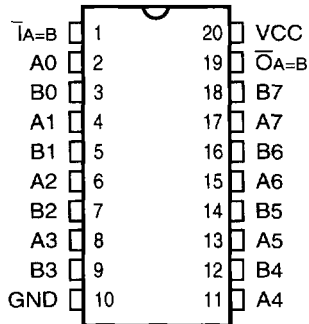 ĪA=B 1 20 VCC
A0 2 19 ŌA=B
B0 3 18 B7
A1 4 17 A7
B1 5 16 B6
A2 6 15 A6
B2 7 14 B5
A3 8 13 A5
B3 9 12 B4
GND 10 11 A4